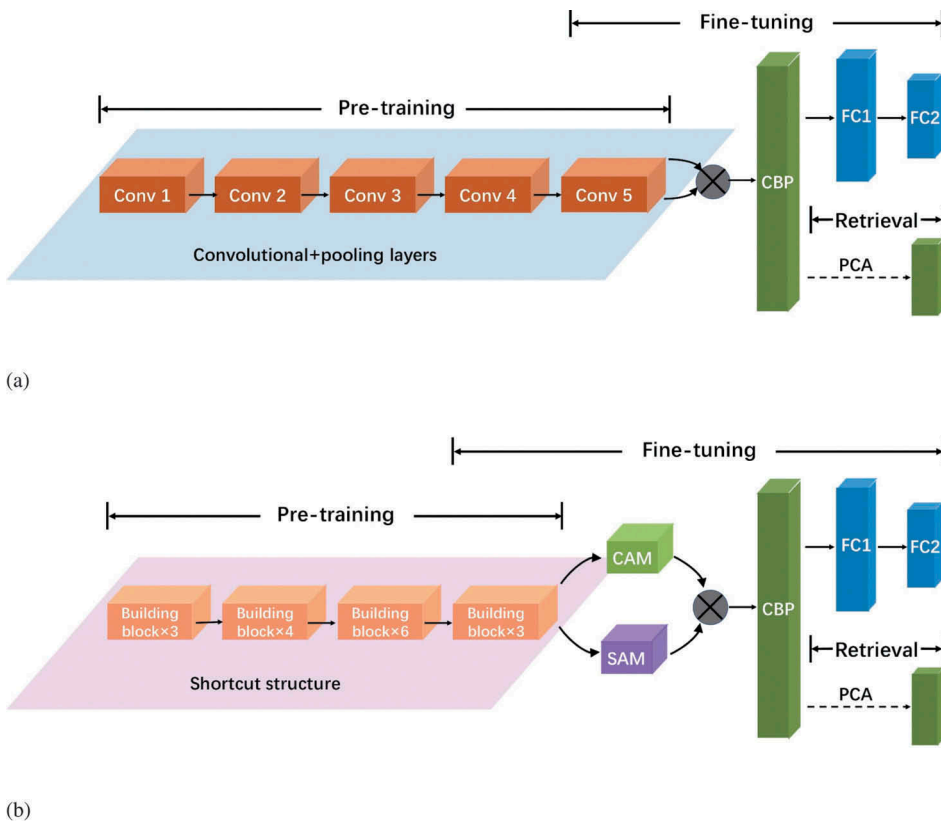 Fine-tuning
Pre-training
Conv 1
Conv 2
Conv 3
Conv 4
Conv 5
CBP
FC1
FC2
Convolutional+pooling layers
Retrieval
PCA
(a)
Fine-tuning
Pre-training
Building
block×3
Building
block×4
Building
block×6
Building
block×3
CAM
SAM
CBP
FC1
FC2
Shortcut structure
Retrieval
PCA
(b)